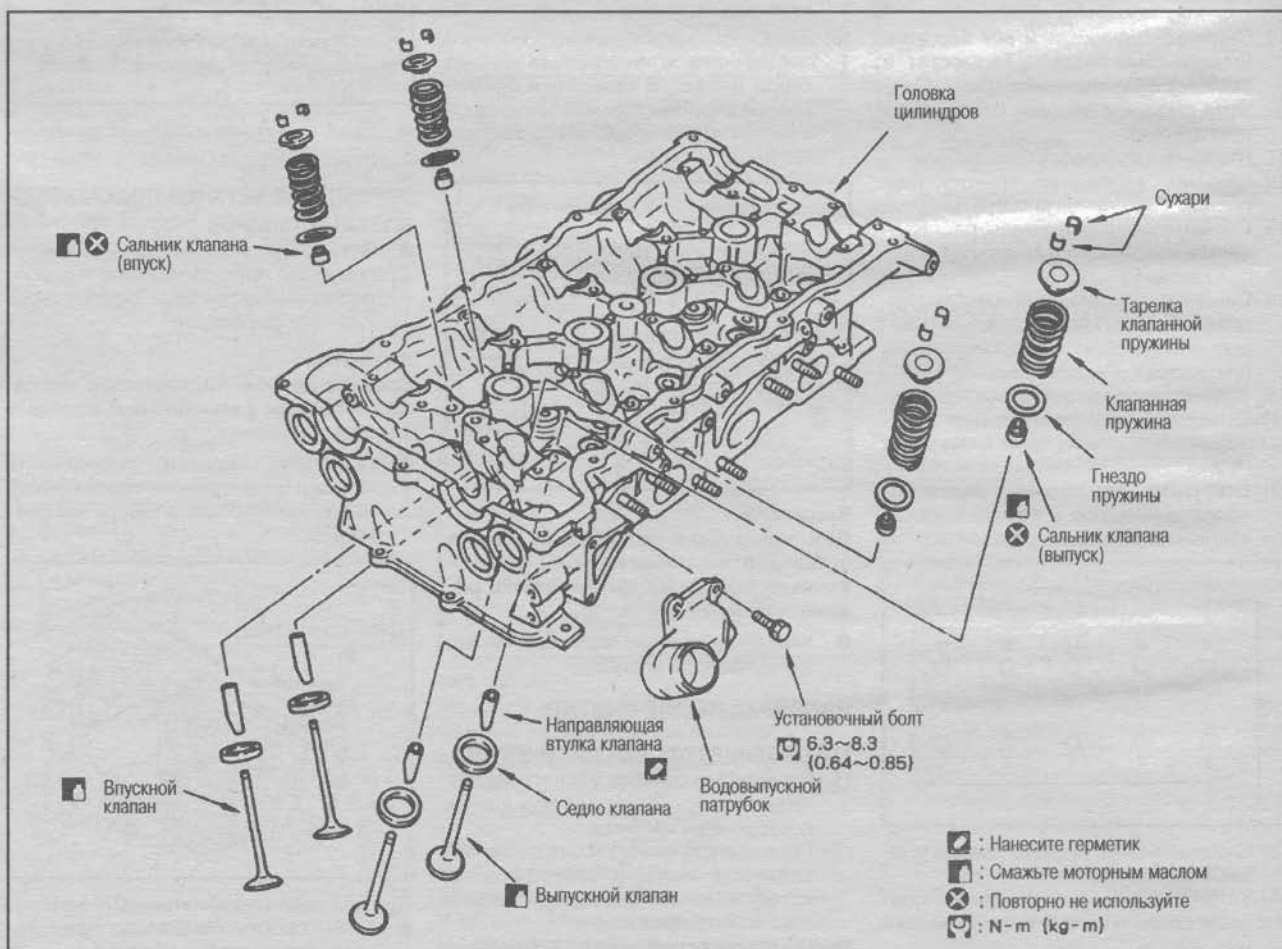 Головка
цилиндров
Сухари
Сальник клапана
(впуск)
Тарелка
клапанной
пружины
Клапанная
пружина
Гнездо
пружины
Сальник клапана
(выпуск)
Направляющая
втулка клапана
Установочный болт
6.3~8.3
{0.64~0.85}
Водовыпускной
патрубок
Впускной
клапан
Седло клапана
Выпускной клапан
: Нанесите герметик
: Смажьте моторным маслом
: Повторно не используйте
: N-m {kg-m}